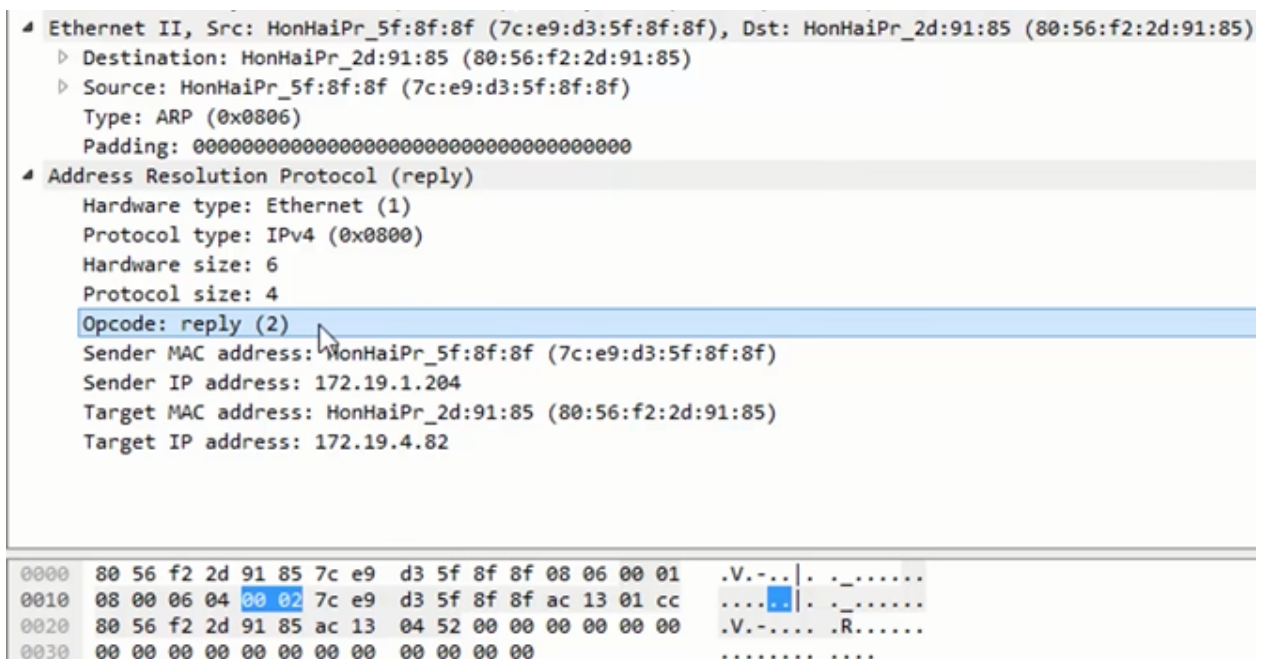 Ethernet II, Src: HonHaiPr_5f:8f:8f (7c:e9:d3:5f:8f:8f), Dst: HonHaiPr_2d:91:85 (80:56:f2:2d:91:85)
Destination: HonHaiPr_2d:91:85 (80:56:f2:2d:91:85)
Source: HonHaiPr_5f:8f:8f (7c:e9:d3:5f:8f:8f)
Type: ARP (0x0806)
Padding: 000000000000000000000000000000000000
Address Resolution Protocol (reply)
Hardware type: Ethernet (1)
Protocol type: IPv4 (0x0800)
Hardware size: 6
Protocol size: 4
Opcode: reply (2)
Sender MAC address: HonHaiPr_5f:8f:8f (7c:e9:d3:5f:8f:8f)
Sender IP address: 172.19.1.204
Target MAC address: HonHaiPr_2d:91:85 (80:56:f2:2d:91:85)
Target IP address: 172.19.4.82
0000 80 56 f2 2d 91 85 7c e9 d3 5f 8f 8f 08 06 00 01 .V.-..|. ._......
0010 08 00 06 04 00 02 7c e9 d3 5f 8f 8f ac 13 01 cc ......|. ._......
0020 80 56 f2 2d 91 85 ac 13 04 52 00 00 00 00 00 00 .V.-.... .R......
0030 00 00 00 00 00 00 00 00 00 00 00 00 ........ ....